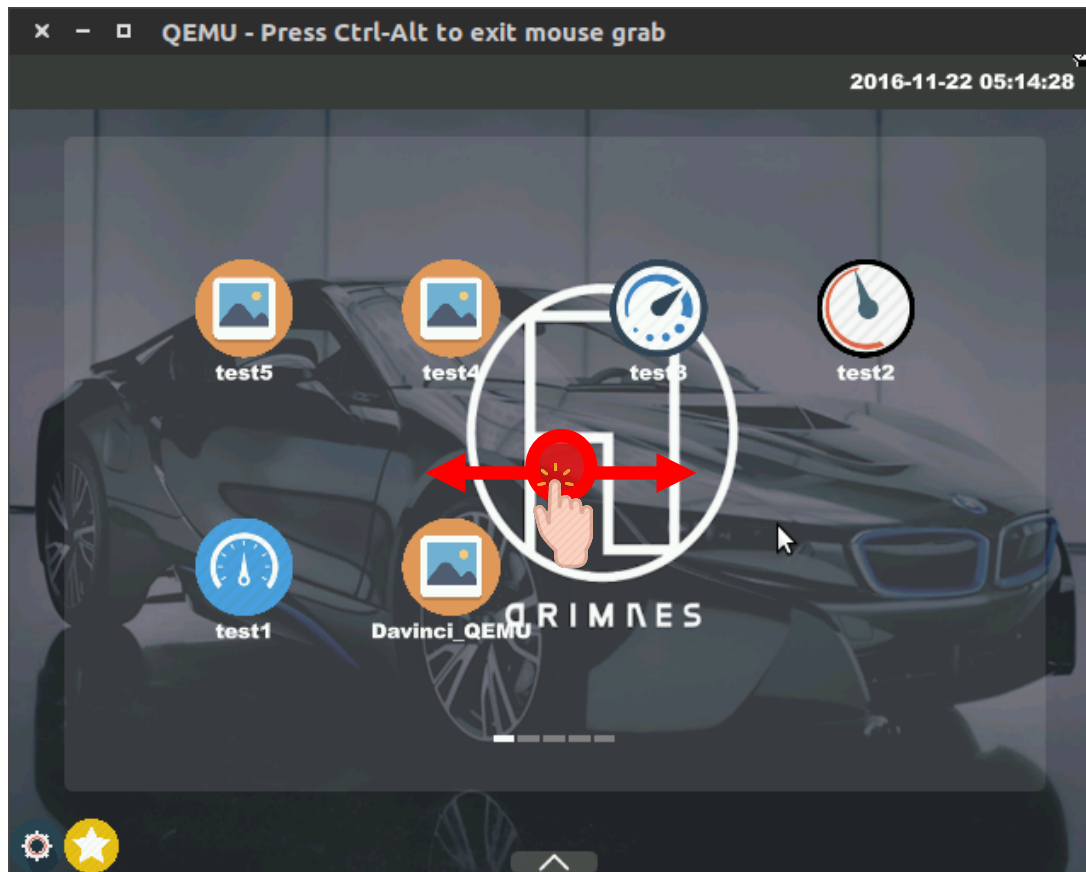 QEMU - Press Ctrl-Alt to exit mouse grab
2016-11-22 05:14:28
test5
test4
test3
test2
test1
Davinci_QEMU
DRIMAES